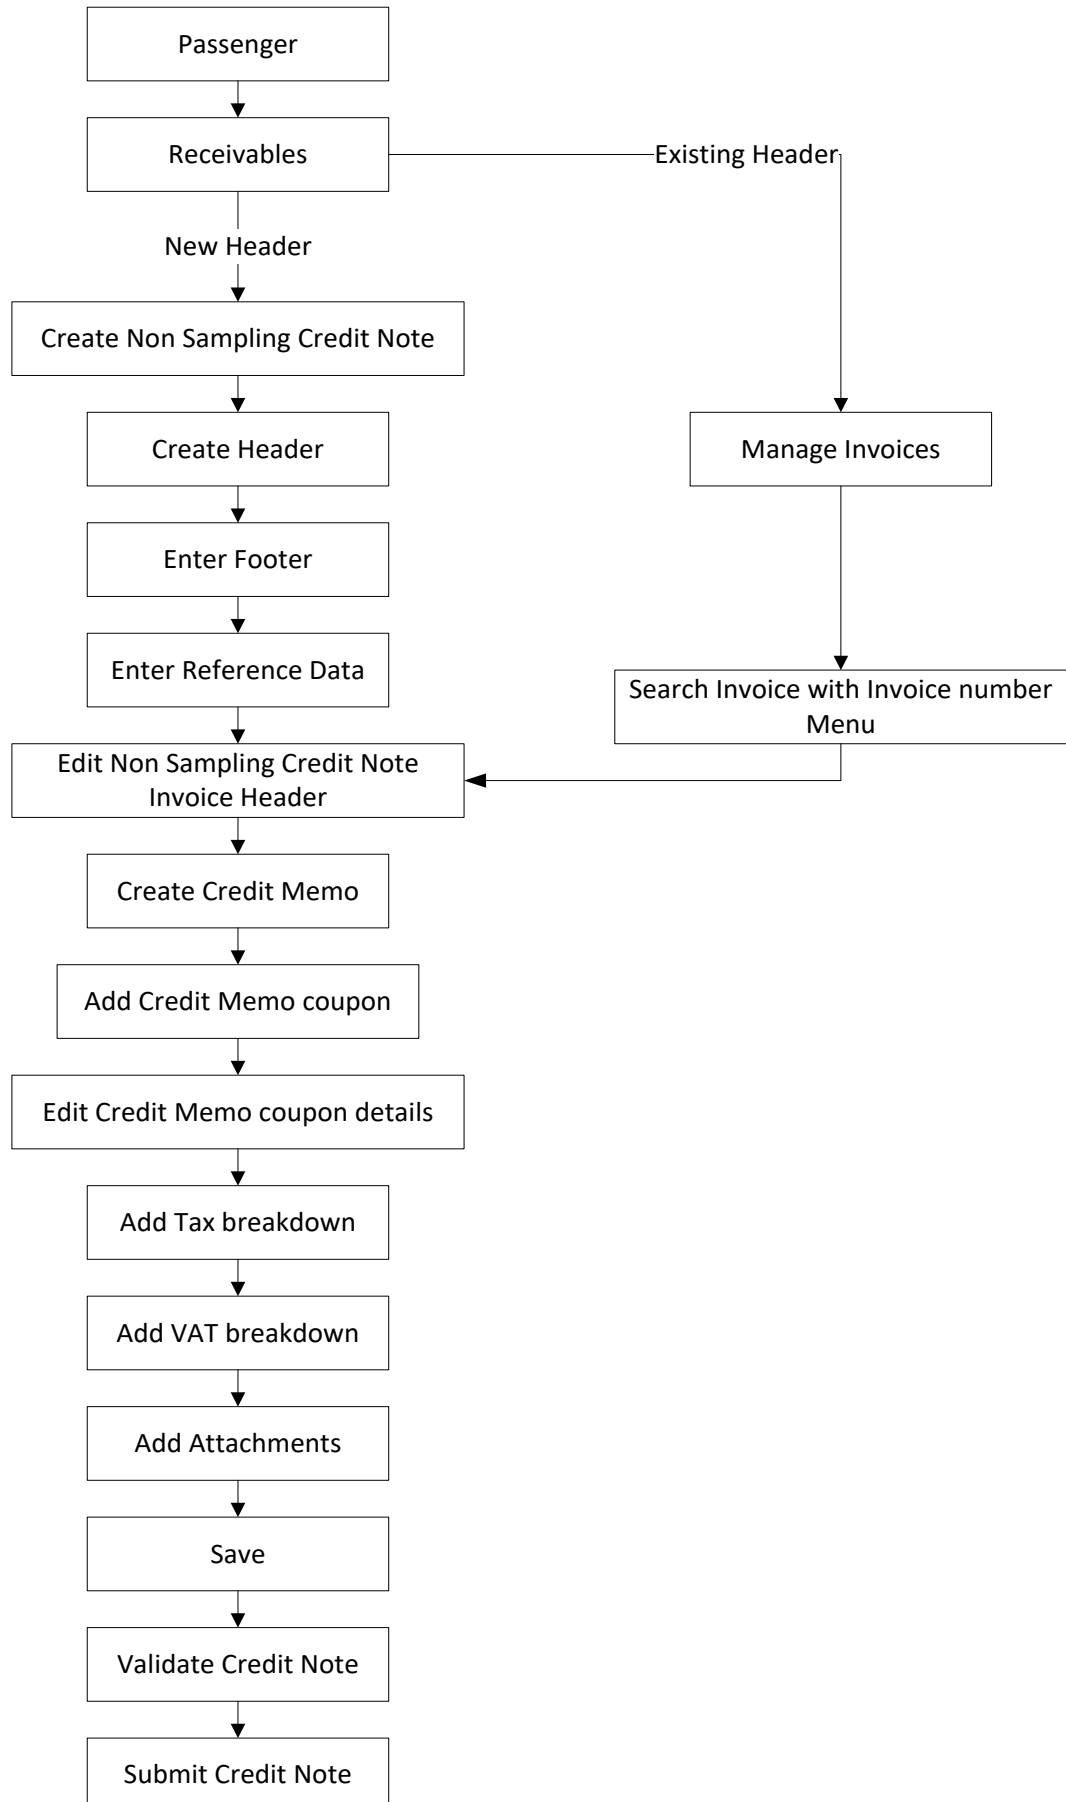 Passenger
Receivables
Existing Header
New Header
Create Non Sampling Credit Note
Create Header
Manage Invoices
Enter Footer
Enter Reference Data
Search Invoice with Invoice number
Menu
Edit Non Sampling Credit Note
Invoice Header
Create Credit Memo
Add Credit Memo coupon
Edit Credit Memo coupon details
Add Tax breakdown
Add VAT breakdown
Add Attachments
Save
Validate Credit Note
Submit Credit Note